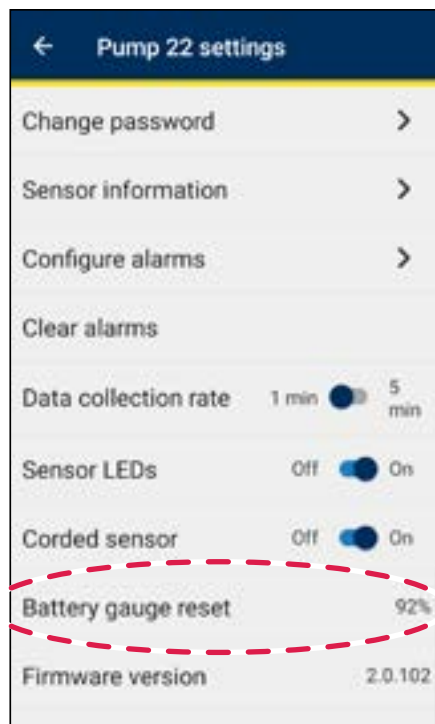 Pump 22 settings
Change password
Sensor information
Configure alarms
Clear alarms
Data collection rate 1 min 5 min
Sensor LEDs Off On
Corded sensor Off On
Battery gauge reset 92%
Firmware version 2.0.102